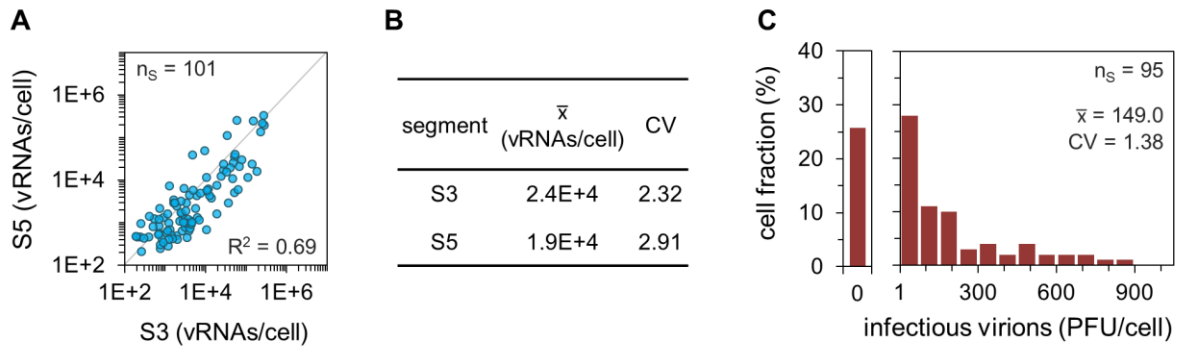 A
n_S = 101
S5 (vRNAs/cell)
1E+6
1E+4
1E+2
R² = 0.69
1E+2 1E+4 1E+6
S3 (vRNAs/cell)
B
segment x̅ (vRNAs/cell) CV
S3 2.4E+4 2.32
S5 1.9E+4 2.91
C
cell fraction (%)
40
30
20
10
0
n_S = 95
x̅ = 149.0
CV = 1.38
0 1 300 600 900
infectious virions (PFU/cell)